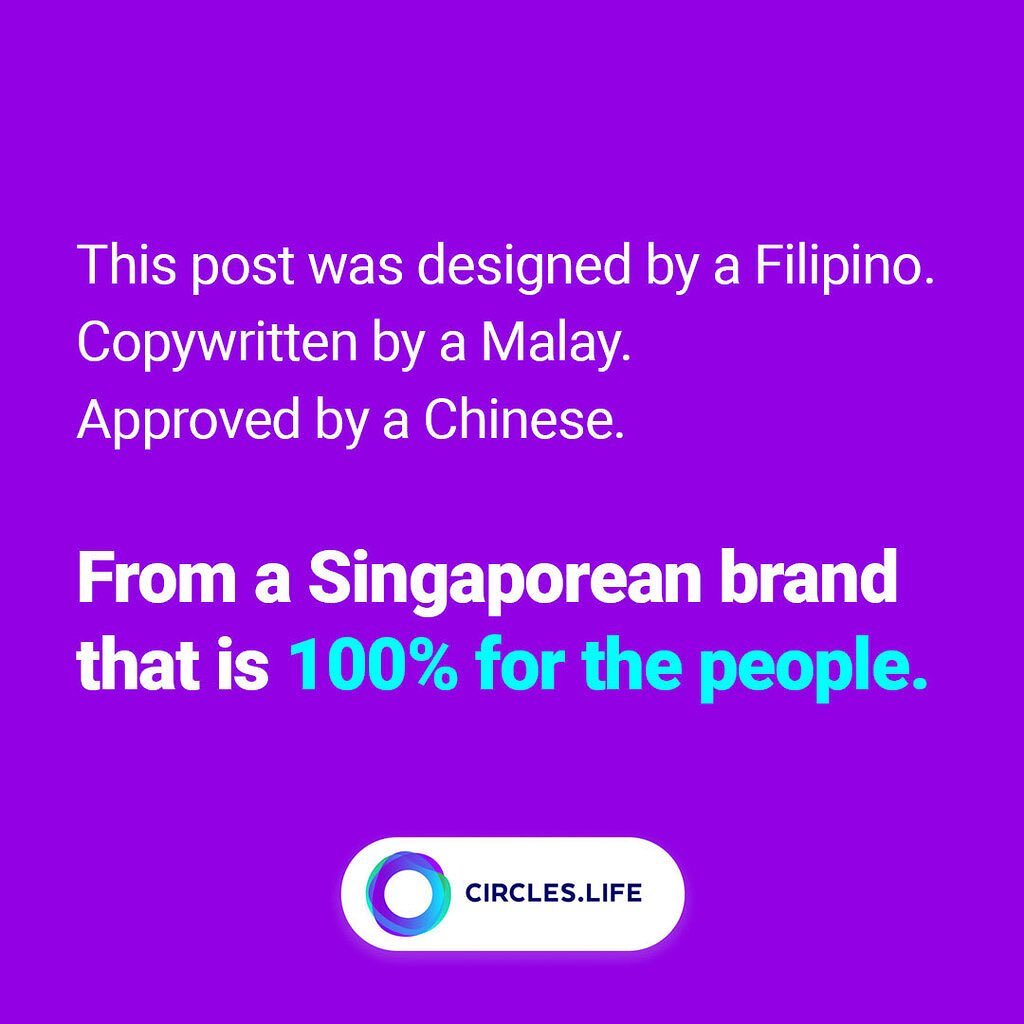 This post was designed by a Filipino.
Copywritten by a Malay.
Approved by a Chinese.
From a Singaporean brand
that is 100% for the people.
CIRCLES.LIFE